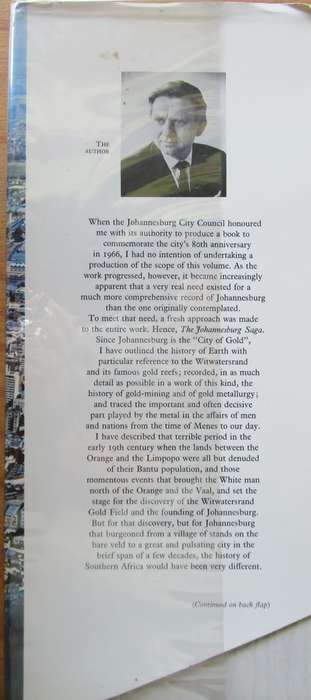 THE
AUTHOR
When the Johannesburg City Council honoured
me with its authority to produce a book to
commemorate the city's 80th anniversary
in 1966, I had no intention of undertaking a
production of the scope of this volume. As the
work progressed, however, it became increasingly
apparent that a very real need existed for a
much more comprehensive record of Johannesburg
than the one originally contemplated.
To meet that need, a fresh approach was made
to the entire work. Hence, The Johannesburg Saga.
Since Johannesburg is the "City of Gold",
I have outlined the history of Earth with
particular reference to the Witwatersrand
and its famous gold reefs; recorded, in as much
detail as possible in a work of this kind, the
history of gold-mining and of gold metallurgy;
and traced the important and often decisive
part played by the metal in the affairs of men
and nations from the time of Menes to our day.
I have described that terrible period in the
early 19th century when the lands between the
Orange and the Limpopo were all but denuded
of their Bantu population, and those
momentous events that brought the White man
north of the Orange and the Vaal, and set the
stage for the discovery of the Witwatersrand
Gold Field and the founding of Johannesburg.
But for that discovery, but for Johannesburg
that burgeoned from a village of stands on the
bare veld to a great and pulsating city in the
brief span of a few decades, the history of
Southern Africa would have been very different.
(Continued on back flap)